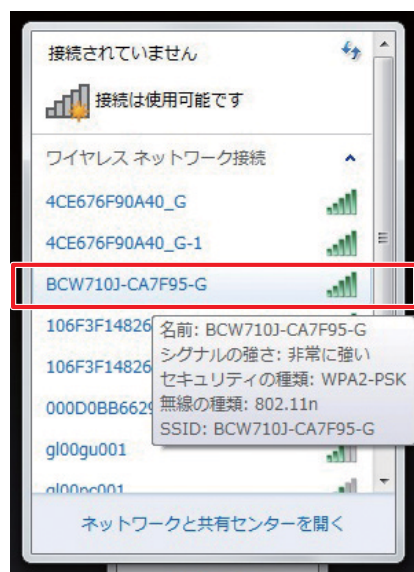 接続されていません
接続は使用可能です
ワイヤレス ネットワーク接続
4CE676F90A40_G
4CE676F90A40_G-1
BCW710J-CA7F95-G
106F3F14826
名前: BCW710J-CA7F95-G
シグナルの強さ: 非常に強い
106F3F14826
セキュリティの種類: WPA2-PSK
無線の種類: 802.11n
000D0BB6629
SSID: BCW710J-CA7F95-G
gl00gu001
gl00pc001
ネットワークと共有センターを開く